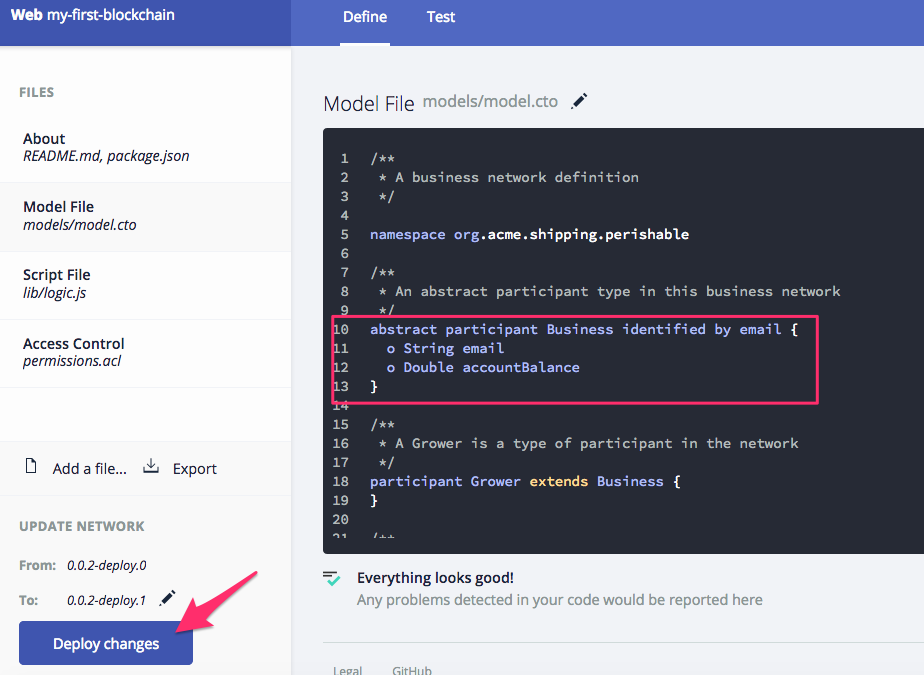 Web my-first-blockchain
Define
Test
FILES
About
README.md, package.json
Model File
models/model.cto
Script File
lib/logic.js
Access Control
permissions.acl
Add a file...
Export
UPDATE NETWORK
From: 0.0.2-deploy.0
To: 0.0.2-deploy.1
Deploy changes
Model File models/model.cto
1 /**
2 * A business network definition
3 */
4
5 namespace org.acme.shipping.perishable
6
7 /**
8 * An abstract participant type in this business network
9 */
10 abstract participant Business identified by email {
11 o String email
12 o Double accountBalance
13 }
14
15 /**
16 * A Grower is a type of participant in the network
17 */
18 participant Grower extends Business {
19 }
20
21 /**
Everything looks good!
Any problems detected in your code would be reported here
Legal
GitHub